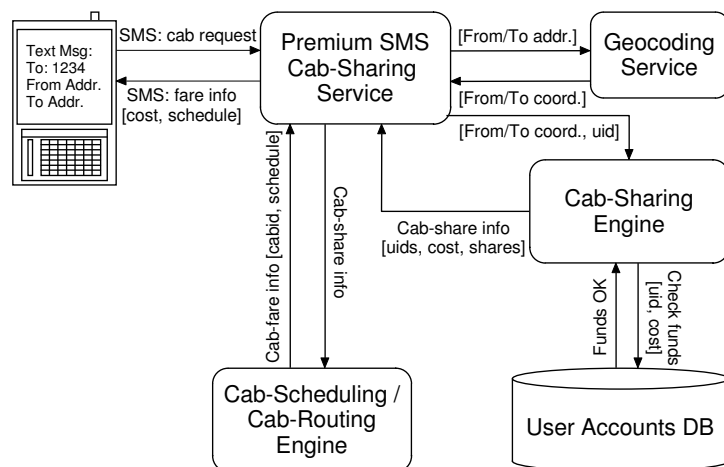 Text Msg:
To: 1234
From Addr.
To Addr.
SMS: cab request
SMS: fare info
[cost, schedule]
Premium SMS
Cab-Sharing
Service
[From/To addr.]
[From/To coord.]
[From/To coord., uid]
Geocoding
Service
Cab-Sharing
Engine
Cab-share info
[uids, cost, shares]
Cab-fare info [cabid, schedule]
Cab-share info
Funds OK
Check funds
[uid, cost]
Cab-Scheduling /
Cab-Routing
Engine
User Accounts DB